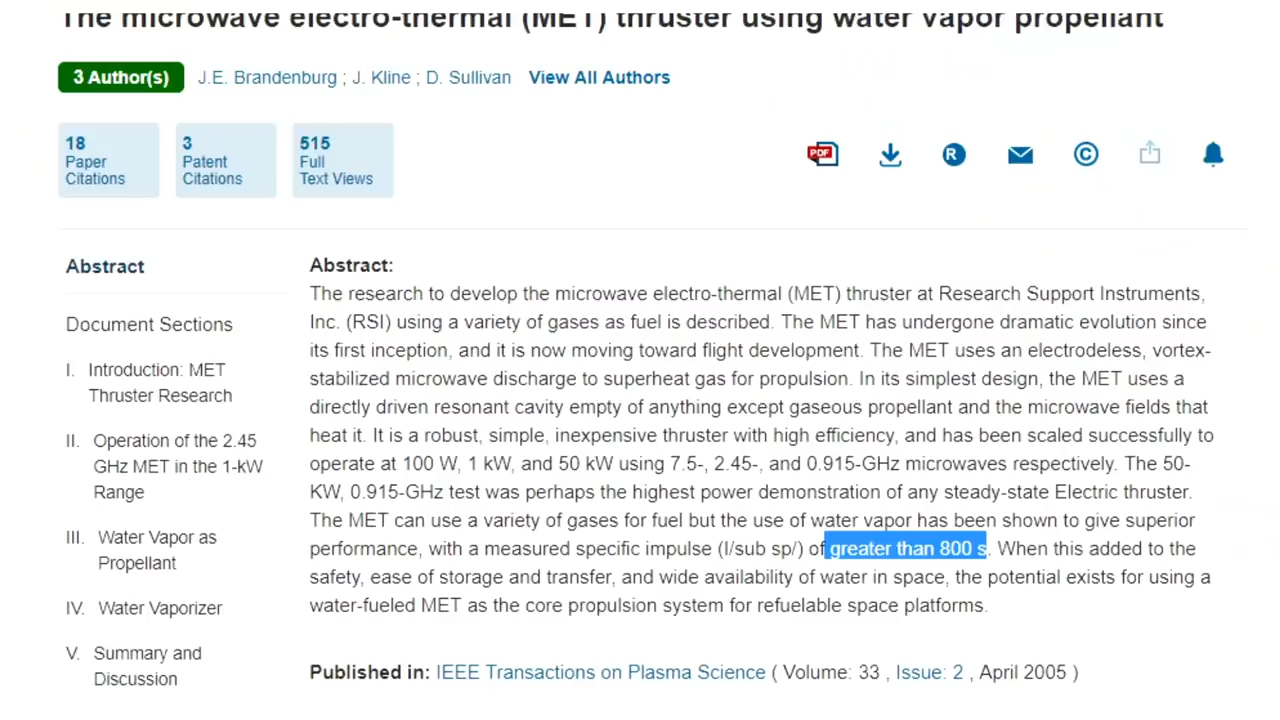 The microwave electro-thermal (MET) thruster using water vapor propellant
3 Author(s) J.E. Brandenburg ; J. Kline ; D. Sullivan View All Authors
18
Paper
Citations
3
Patent
Citations
515
Full
Text Views
PDF
R
©
Abstract
Document Sections
I. Introduction: MET
Thruster Research
II. Operation of the 2.45
GHz MET in the 1-kW
Range
III. Water Vapor as
Propellant
IV. Water Vaporizer
V. Summary and
Discussion
Abstract:
The research to develop the microwave electro-thermal (MET) thruster at Research Support Instruments,
Inc. (RSI) using a variety of gases as fuel is described. The MET has undergone dramatic evolution since
its first inception, and it is now moving toward flight development. The MET uses an electrodeless, vortex-
stabilized microwave discharge to superheat gas for propulsion. In its simplest design, the MET uses a
directly driven resonant cavity empty of anything except gaseous propellant and the microwave fields that
heat it. It is a robust, simple, inexpensive thruster with high efficiency, and has been scaled successfully to
operate at 100 W, 1 kW, and 50 kW using 7.5-, 2.45-, and 0.915-GHz microwaves respectively. The 50-
KW, 0.915-GHz test was perhaps the highest power demonstration of any steady-state Electric thruster.
The MET can use a variety of gases for fuel but the use of water vapor has been shown to give superior
performance, with a measured specific impulse (I/sub sp/) of greater than 800 s. When this added to the
safety, ease of storage and transfer, and wide availability of water in space, the potential exists for using a
water-fueled MET as the core propulsion system for refuelable space platforms.
Published in: IEEE Transactions on Plasma Science ( Volume: 33 , Issue: 2 , April 2005 )